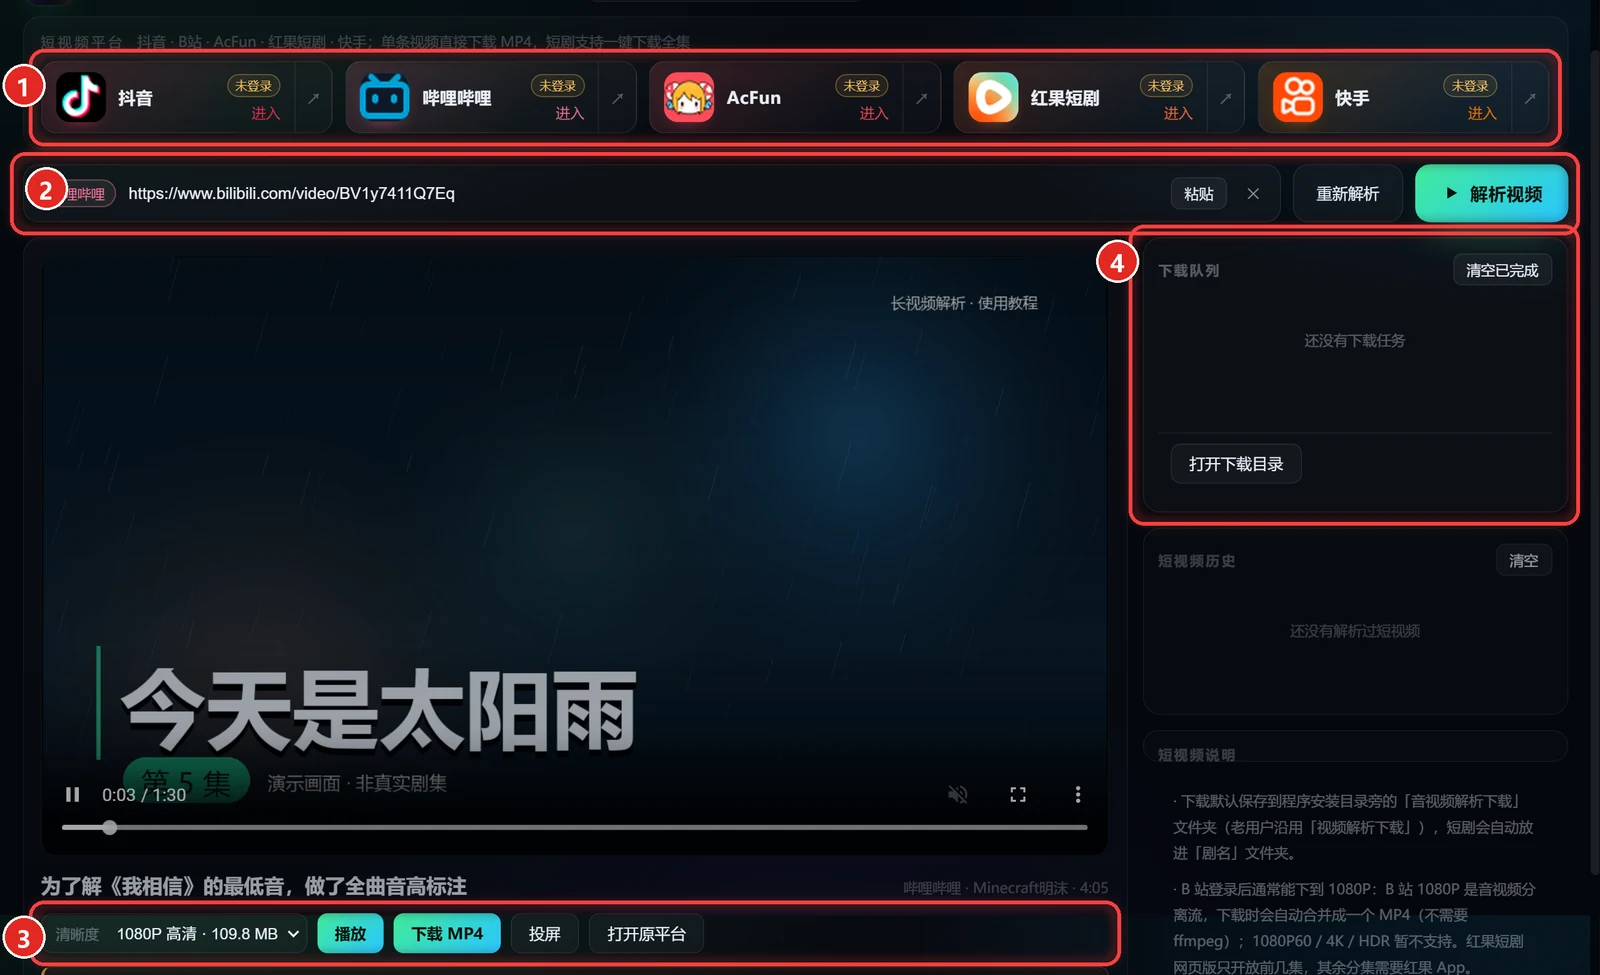 短视频平台 抖音 · B站 · AcFun · 红果短剧 · 快手；单条视频直接下载 MP4，短剧支持一键下载全集
1
抖音 未登录 进入 ↗
哔哩哔哩 未登录 进入 ↗
AcFun 未登录 进入 ↗
红果短剧 未登录 进入 ↗
快手 未登录 进入 ↗
2
哩哔哩 https://www.bilibili.com/video/BV1y7411Q7Eq 粘贴 × 重新解析 解析视频
长视频解析 · 使用教程
今天是太阳雨
第 5 集 演示画面 · 非真实剧集
0:03 / 1:30
为了解《我相信》的最低音，做了全曲音高标注
哔哩哔哩 · Minecraft明沫 · 4:05
3
清晰度 1080P 高清 · 109.8 MB 播放 下载 MP4 投屏 打开原平台
4
下载队列 清空已完成
还没有下载任务
打开下载目录
短视频历史 清空
还没有解析过短视频
短视频说明
· 下载默认保存到程序安装目录旁的「音视频解析下载」
文件夹（老用户沿用「视频解析下载」），短剧会自动放
进「剧名」文件夹。
· B 站登录后通常能下到 1080P：B 站 1080P 是音视频分
离流，下载时会自动合并成一个 MP4（不需要
ffmpeg）；1080P60 / 4K / HDR 暂不支持。红果短剧
网页版只开放前几集，其余分集需要红果 App。